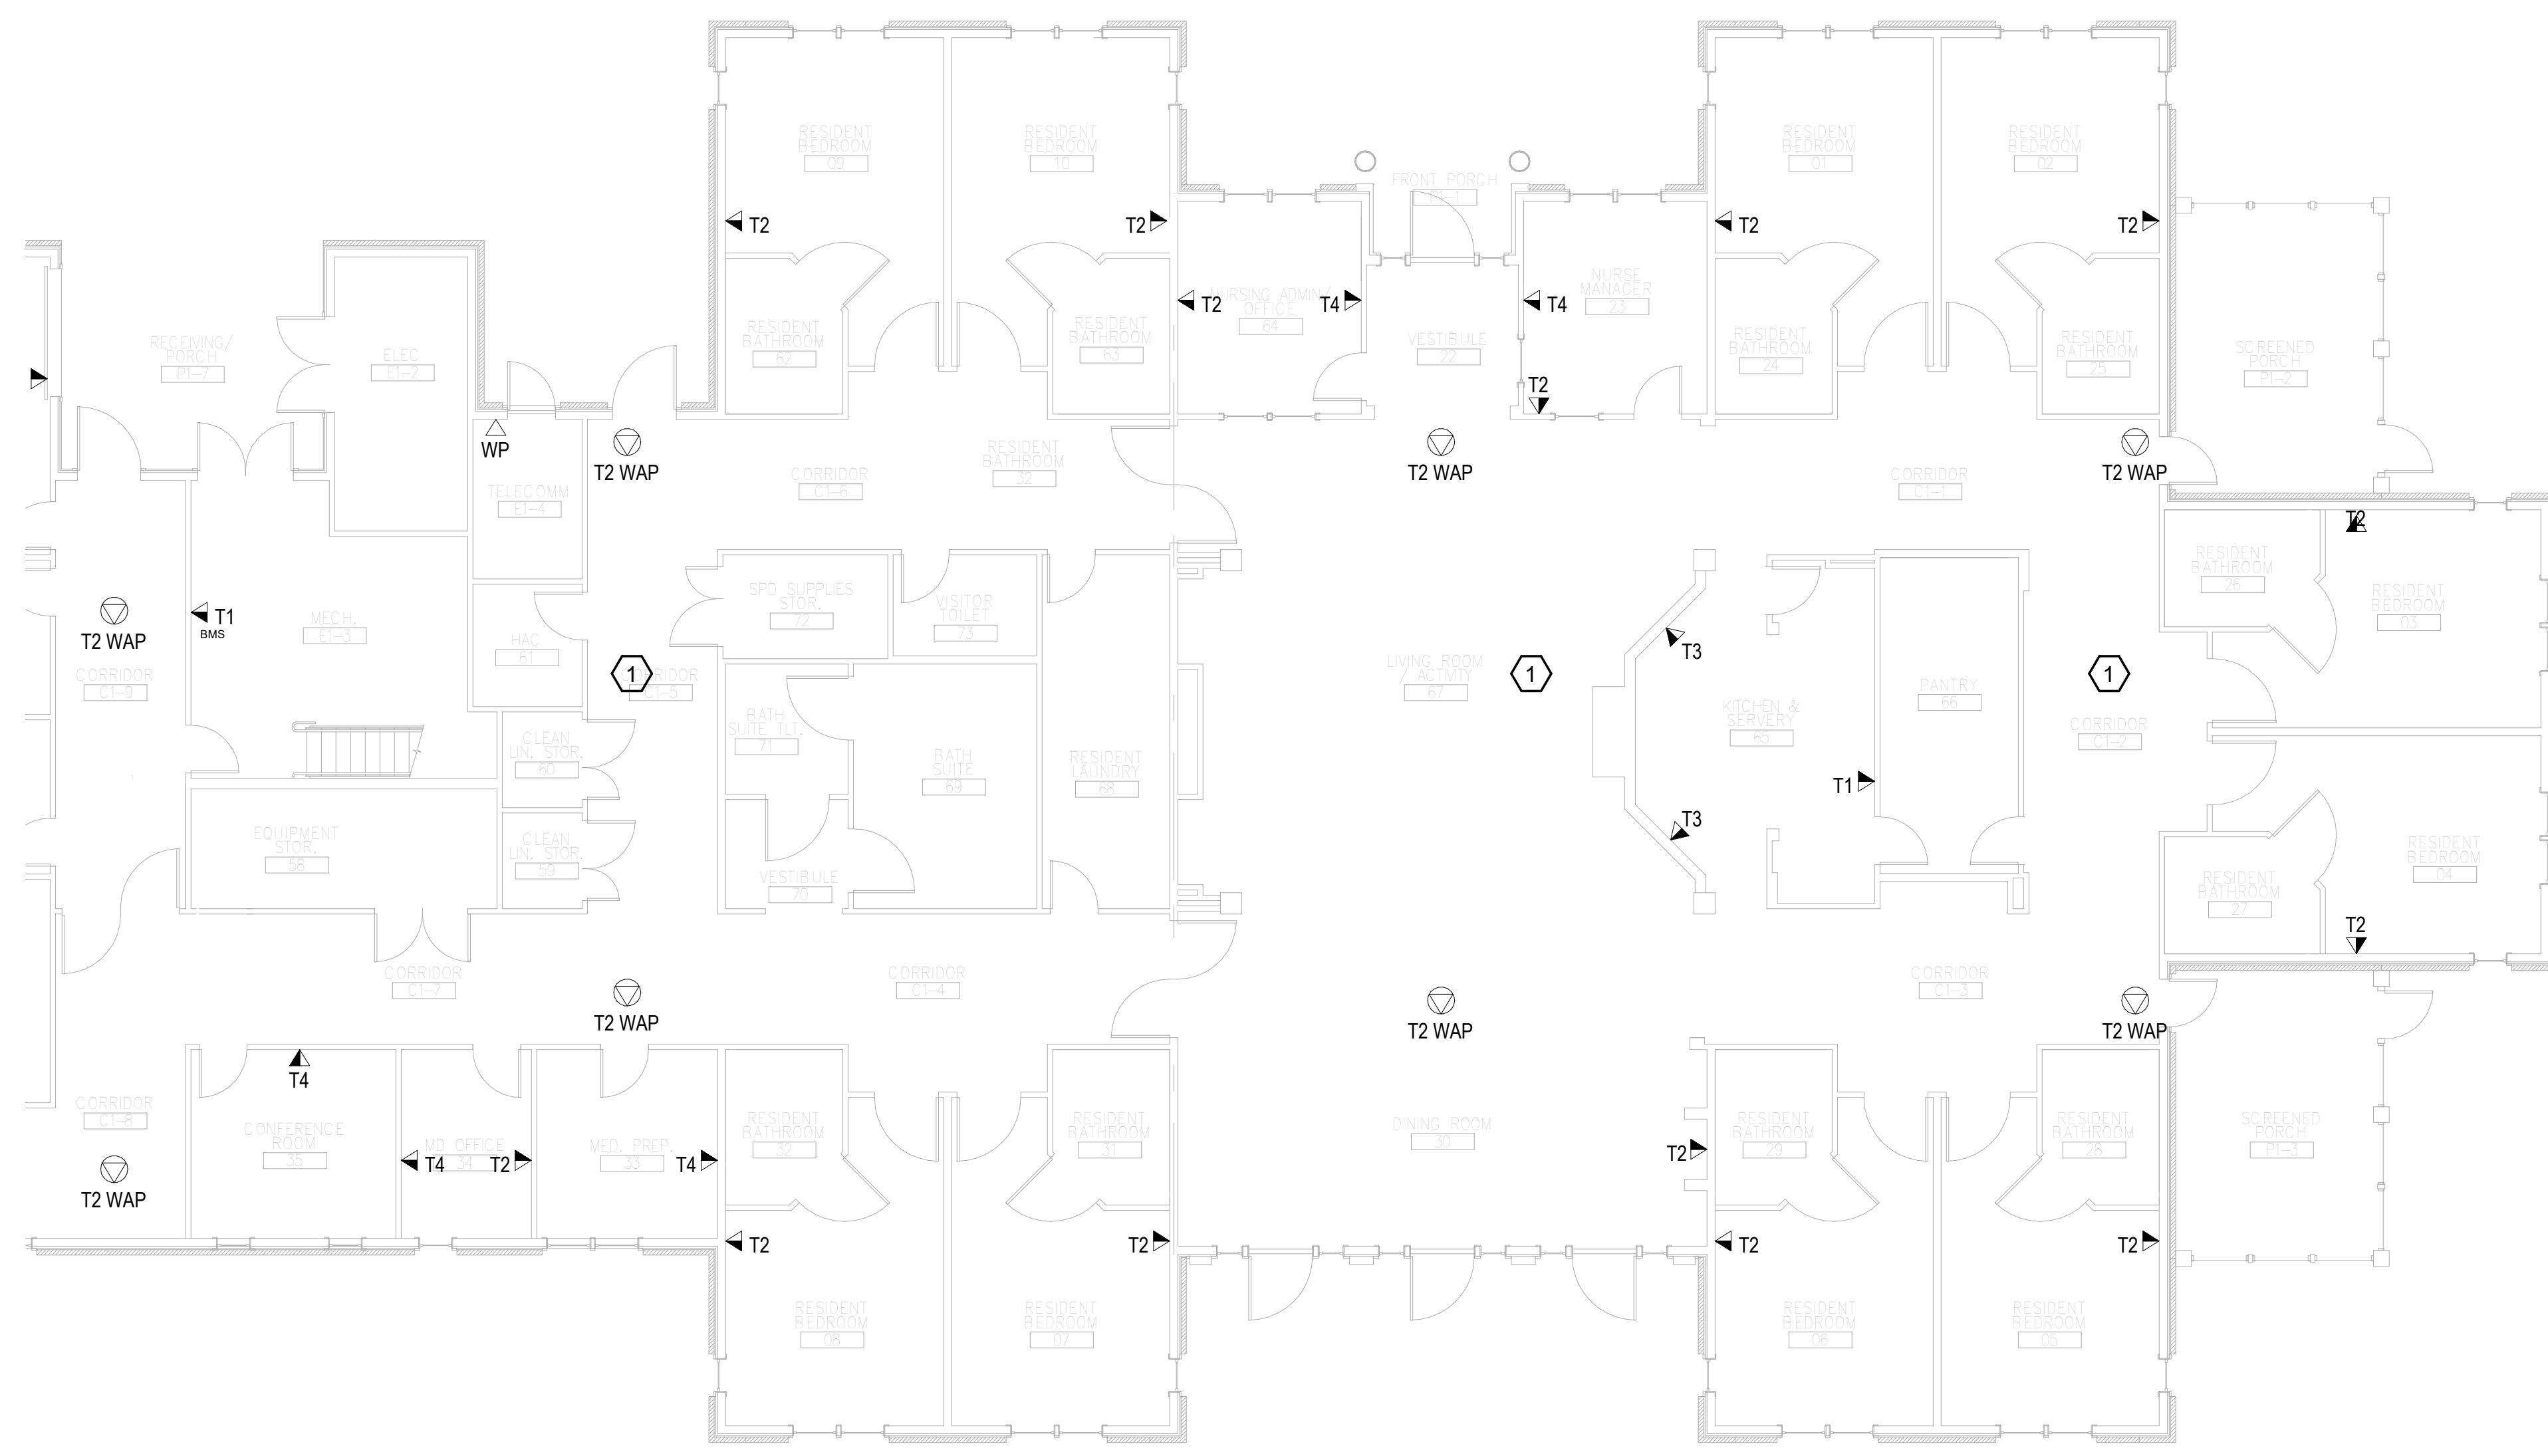 RESIDENT
BEDROOM
09
RESIDENT
BEDROOM
10
RESIDENT
BEDROOM
01
RESIDENT
BEDROOM
02
FRONT PORCH
P1-1
T2
T2
T2
T2
NURSING ADMIN/
OFFICE
64
T2
T4
T4
NURSE
MANAGER
23
RESIDENT
BATHROOM
62
RESIDENT
BATHROOM
63
VESTIBULE
22
RESIDENT
BATHROOM
24
RESIDENT
BATHROOM
25
SCREENED
PORCH
P1-2
RECEIVING/
PORCH
P1-7
ELEC
E1-2
T2
WP
T2 WAP
CORRIDOR
C1-6
RESIDENT
BATHROOM
32
T2 WAP
CORRIDOR
C1-1
T2 WAP
TELECOMM
E1-4
T2
RESIDENT
BATHROOM
26
RESIDENT
BEDROOM
03
T2 WAP
T1
BMS
MECH.
E1-3
HAC
61
SPD SUPPLIES
STOR.
72
VISITOR
TOILET
73
CORRIDOR
C1-9
1
CORRIDOR
C1-5
LIVING ROOM
/ ACTIVITY
67
1
T3
KITCHEN &
SERVERY
65
PANTRY
66
1
CORRIDOR
C1-2
CLEAN
LIN. STOR.
60
BATH
SUITE TLT.
71
BATH
SUITE
69
RESIDENT
LAUNDRY
68
T1
T3
EQUIPMENT
STOR.
58
CLEAN
LIN. STOR.
59
VESTIBULE
70
RESIDENT
BATHROOM
27
RESIDENT
BEDROOM
04
T2
CORRIDOR
C1-7
T2 WAP
CORRIDOR
C1-4
T2 WAP
CORRIDOR
C1-3
T2 WAP
T4
CORRIDOR
C1-8
T2 WAP
CONFERENCE
ROOM
35
T4
MD OFFICE
34
T2
MED. PREP.
33
T4
RESIDENT
BATHROOM
32
RESIDENT
BATHROOM
31
DINING ROOM
30
T2
RESIDENT
BATHROOM
29
RESIDENT
BATHROOM
28
SCREENED
PORCH
P1-3
T2
T2
T2
T2
RESIDENT
BEDROOM
08
RESIDENT
BEDROOM
07
RESIDENT
BEDROOM
06
RESIDENT
BEDROOM
05